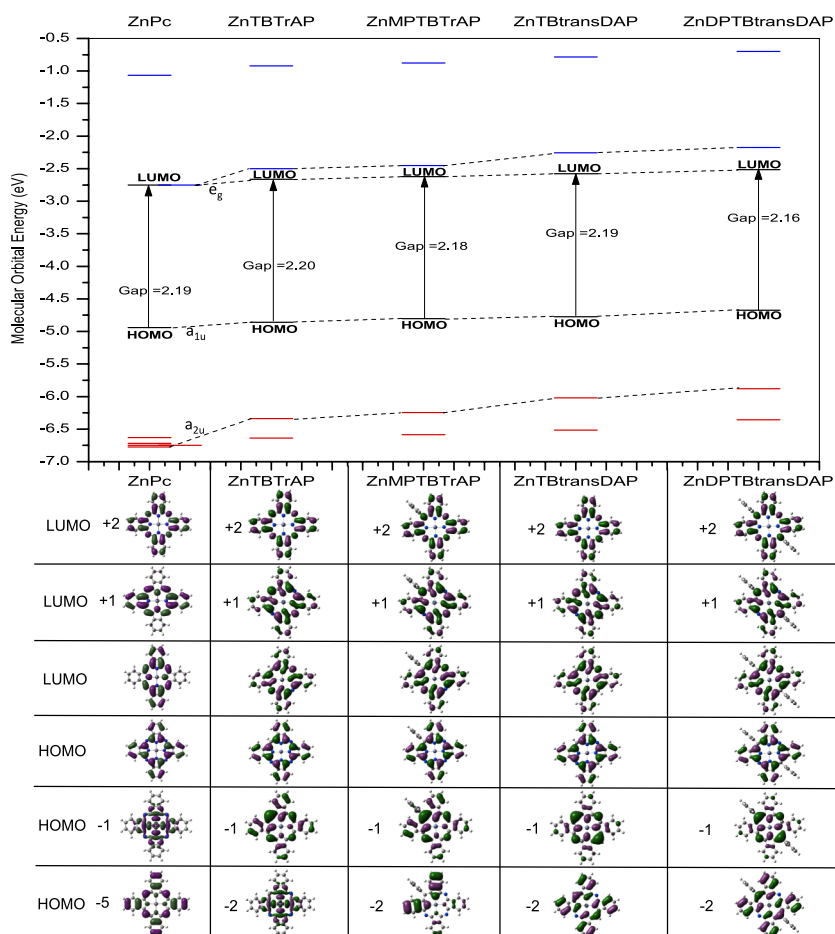 ZnPc ZnTBTrAP ZnMPTBTrAP ZnTBtransDAP ZnDPTBtransDAP
Molecular Orbital Energy (eV)
-0.5
-1.0
-1.5
-2.0
-2.5
-3.0
-3.5
-4.0
-4.5
-5.0
-5.5
-6.0
-6.5
-7.0
LUMO LUMO LUMO LUMO LUMO
e_g
Gap =2.19 Gap =2.20 Gap =2.18 Gap =2.19 Gap =2.16
HOMO HOMO HOMO HOMO HOMO
a_1u
a_2u
ZnPc ZnTBTrAP ZnMPTBTrAP ZnTBtransDAP ZnDPTBtransDAP
LUMO +2 +2 +2 +2 +2
LUMO +1 +1 +1 +1 +1
LUMO
HOMO
HOMO -1 -1 -1 -1 -1
HOMO -5 -2 -2 -2 -2